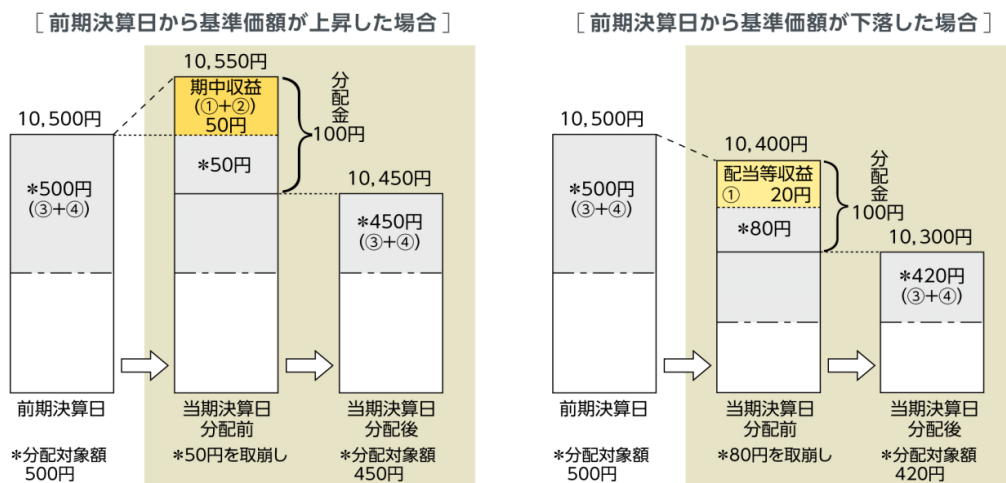 [前期決算日から基準価額が上昇した場合]
10,550円
期中収益
(①+②)
50円
分配金
100円
10,500円
*500円
(③+④)
*50円
10,450円
*450円
(③+④)
前期決算日
当期決算日
分配前
当期決算日
分配後
*分配対象額
500円
*50円を取崩し
*分配対象額
450円
[前期決算日から基準価額が下落した場合]
10,500円
*500円
(③+④)
10,400円
配当等収益
① 20円
*80円
分配金
100円
10,300円
*420円
(③+④)
前期決算日
当期決算日
分配前
当期決算日
分配後
*分配対象額
500円
*80円を取崩し
*分配対象額
420円